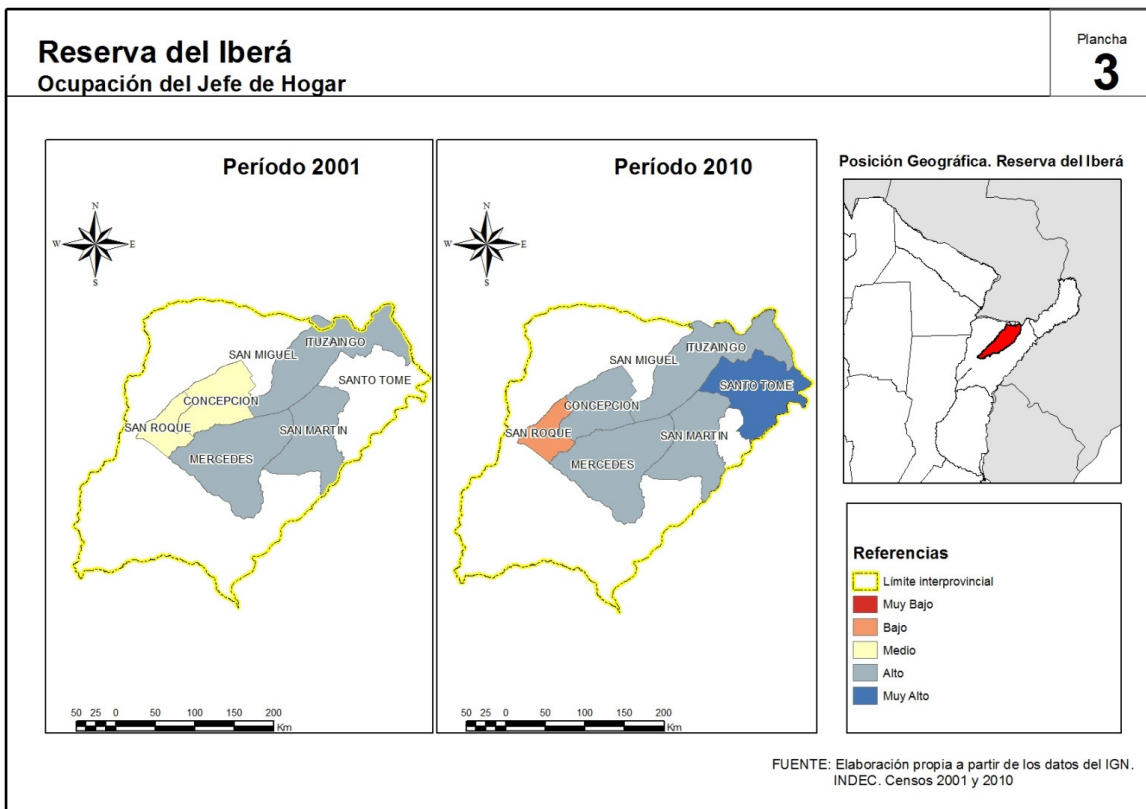 Reserva del Iberá
Ocupación del Jefe de Hogar
Plancha
3
Período 2001
N
W
E
S
ITUZAINGO
SAN MIGUEL
SANTO TOME
CONCEPCION
SAN ROQUE
SAN MARTIN
MERCEDES
50 25 0 50 100 150 200
Km
Período 2010
N
W
E
S
ITUZAINGO
SAN MIGUEL
SANTO TOME
CONCEPCION
SAN ROQUE
SAN MARTIN
MERCEDES
50 25 0 50 100 150 200
Km
Posición Geográfica. Reserva del Iberá
Referencias
Límite interprovincial
Muy Bajo
Bajo
Medio
Alto
Muy Alto
FUENTE: Elaboración propia a partir de los datos del IGN.
INDEC. Censos 2001 y 2010